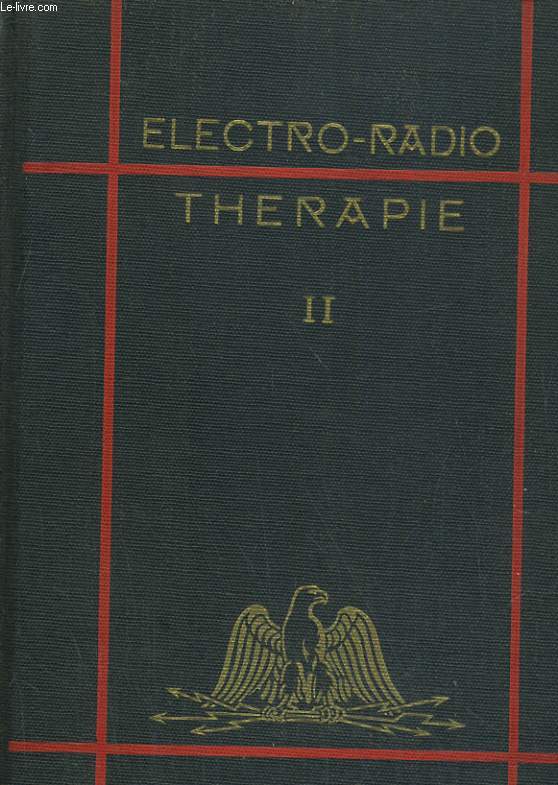 Le-livre.com
ELECTRO-RADIO
THERAPIE
II